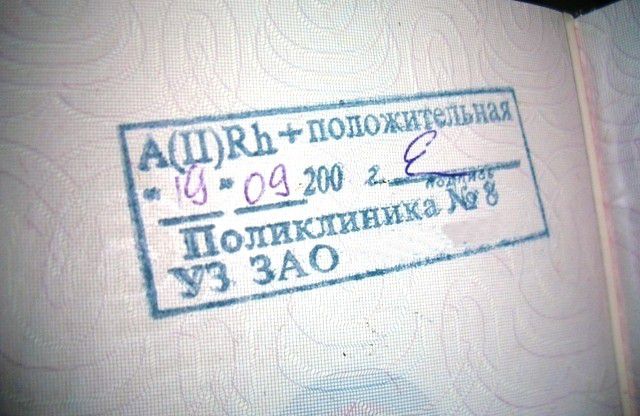 A(II)Rh+положительная
"19" 09 200 г.
подпись
Поликлиника № 8
УЗ ЗАО